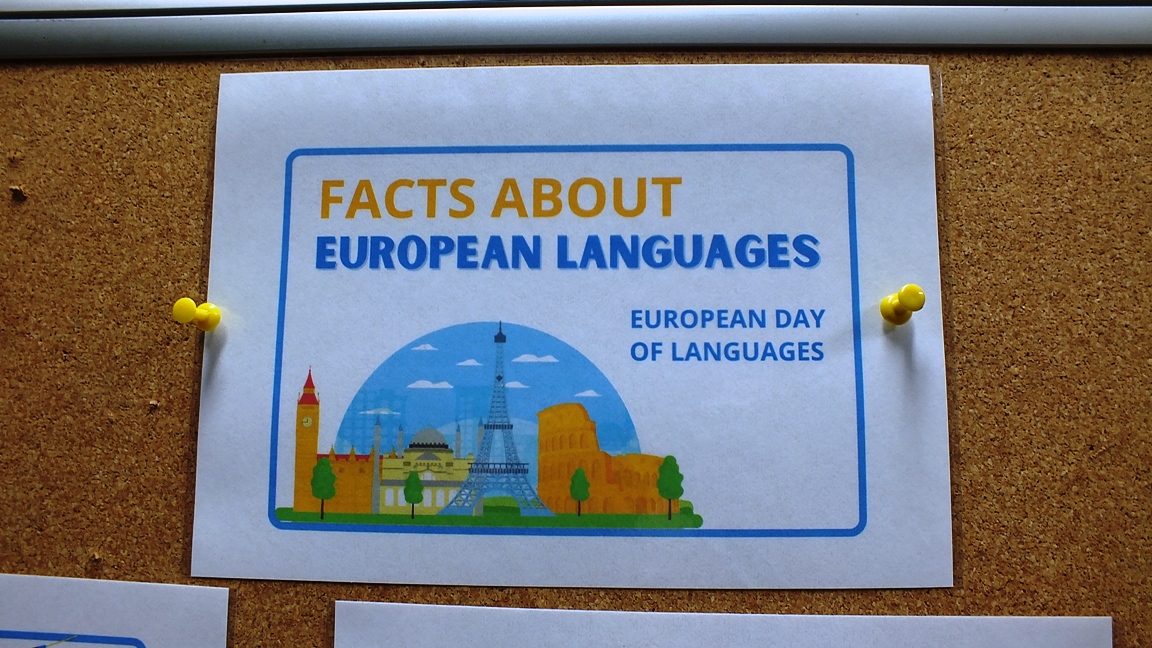 FACTS ABOUT
EUROPEAN LANGUAGES
EUROPEAN DAY
OF LANGUAGES